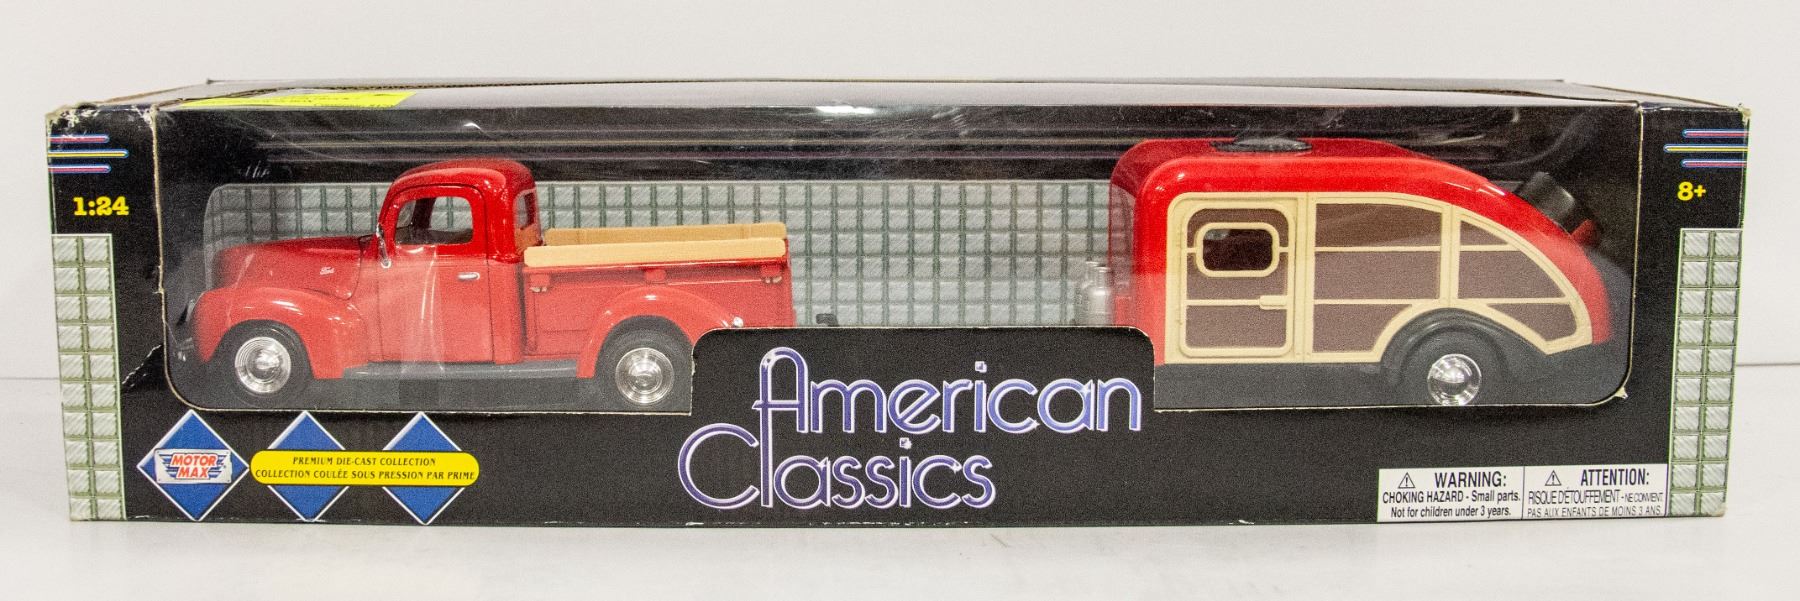 1:24
8+
Ford
American
Classics
MOTOR
MAX
PREMIUM DIE-CAST COLLECTION
COLLECTION COULÉE SOUS PRESSION PAR PRIME
WARNING:
CHOKING HAZARD - Small parts.
Not for children under 3 years.
ATTENTION:
RISQUE D'ÉTOUFFEMENT - NE CONVIENT
PAS AUX ENFANTS DE MOINS 3 ANS